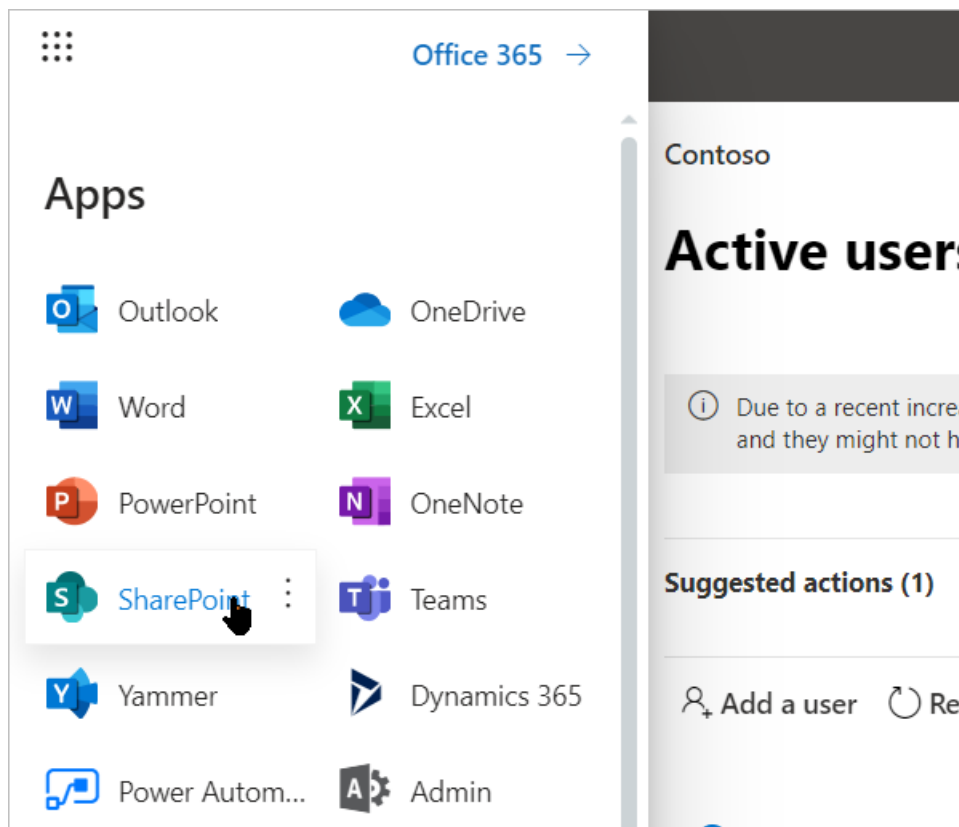 Office 365 →
Apps
Outlook
OneDrive
Word
Excel
PowerPoint
OneNote
SharePoint
Teams
Yammer
Dynamics 365
Power Autom...
Admin
Contoso
Active users
Due to a recent
and they might not
Suggested actions (1)
Add a user